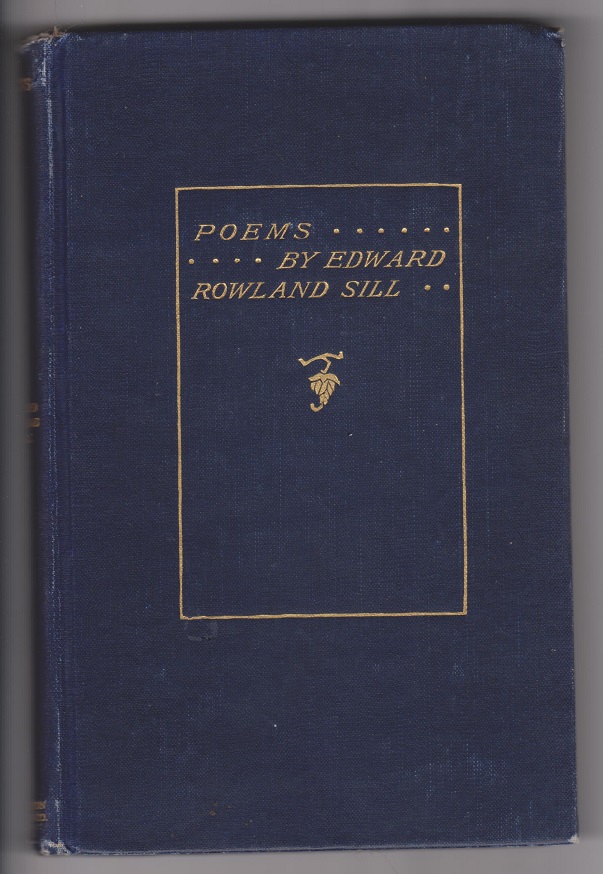 POEMS . . . . . .
. . . . BY EDWARD
ROWLAND SILL . .